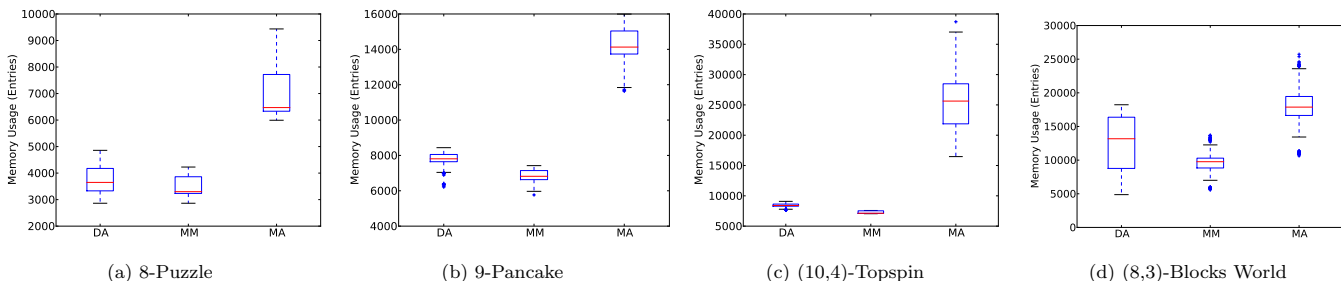 Memory Usage (Entries)
10000
9000
8000
7000
6000
5000
4000
3000
2000
DA MM MA
(a) 8-Puzzle
Memory Usage (Entries)
16000
14000
12000
10000
8000
6000
4000
DA MM MA
(b) 9-Pancake
Memory Usage (Entries)
40000
35000
30000
25000
20000
15000
10000
5000
DA MM MA
(c) (10,4)-Topspin
Memory Usage (Entries)
30000
25000
20000
15000
10000
5000
0
DA MM MA
(d) (8,3)-Blocks World